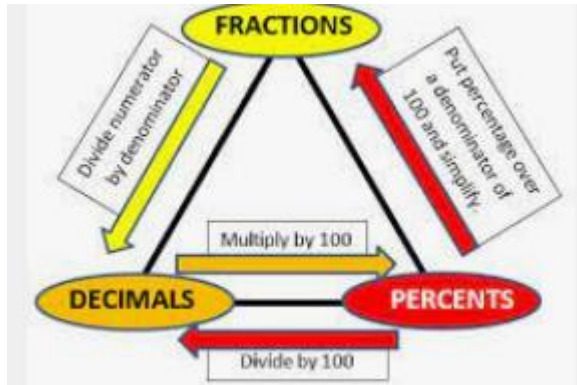 FRACTIONS
Divide numerator
by denominator
Put percentage over
a denominator of
100 and simplify.
Multiply by 100
DECIMALS
PERCENTS
Divide by 100